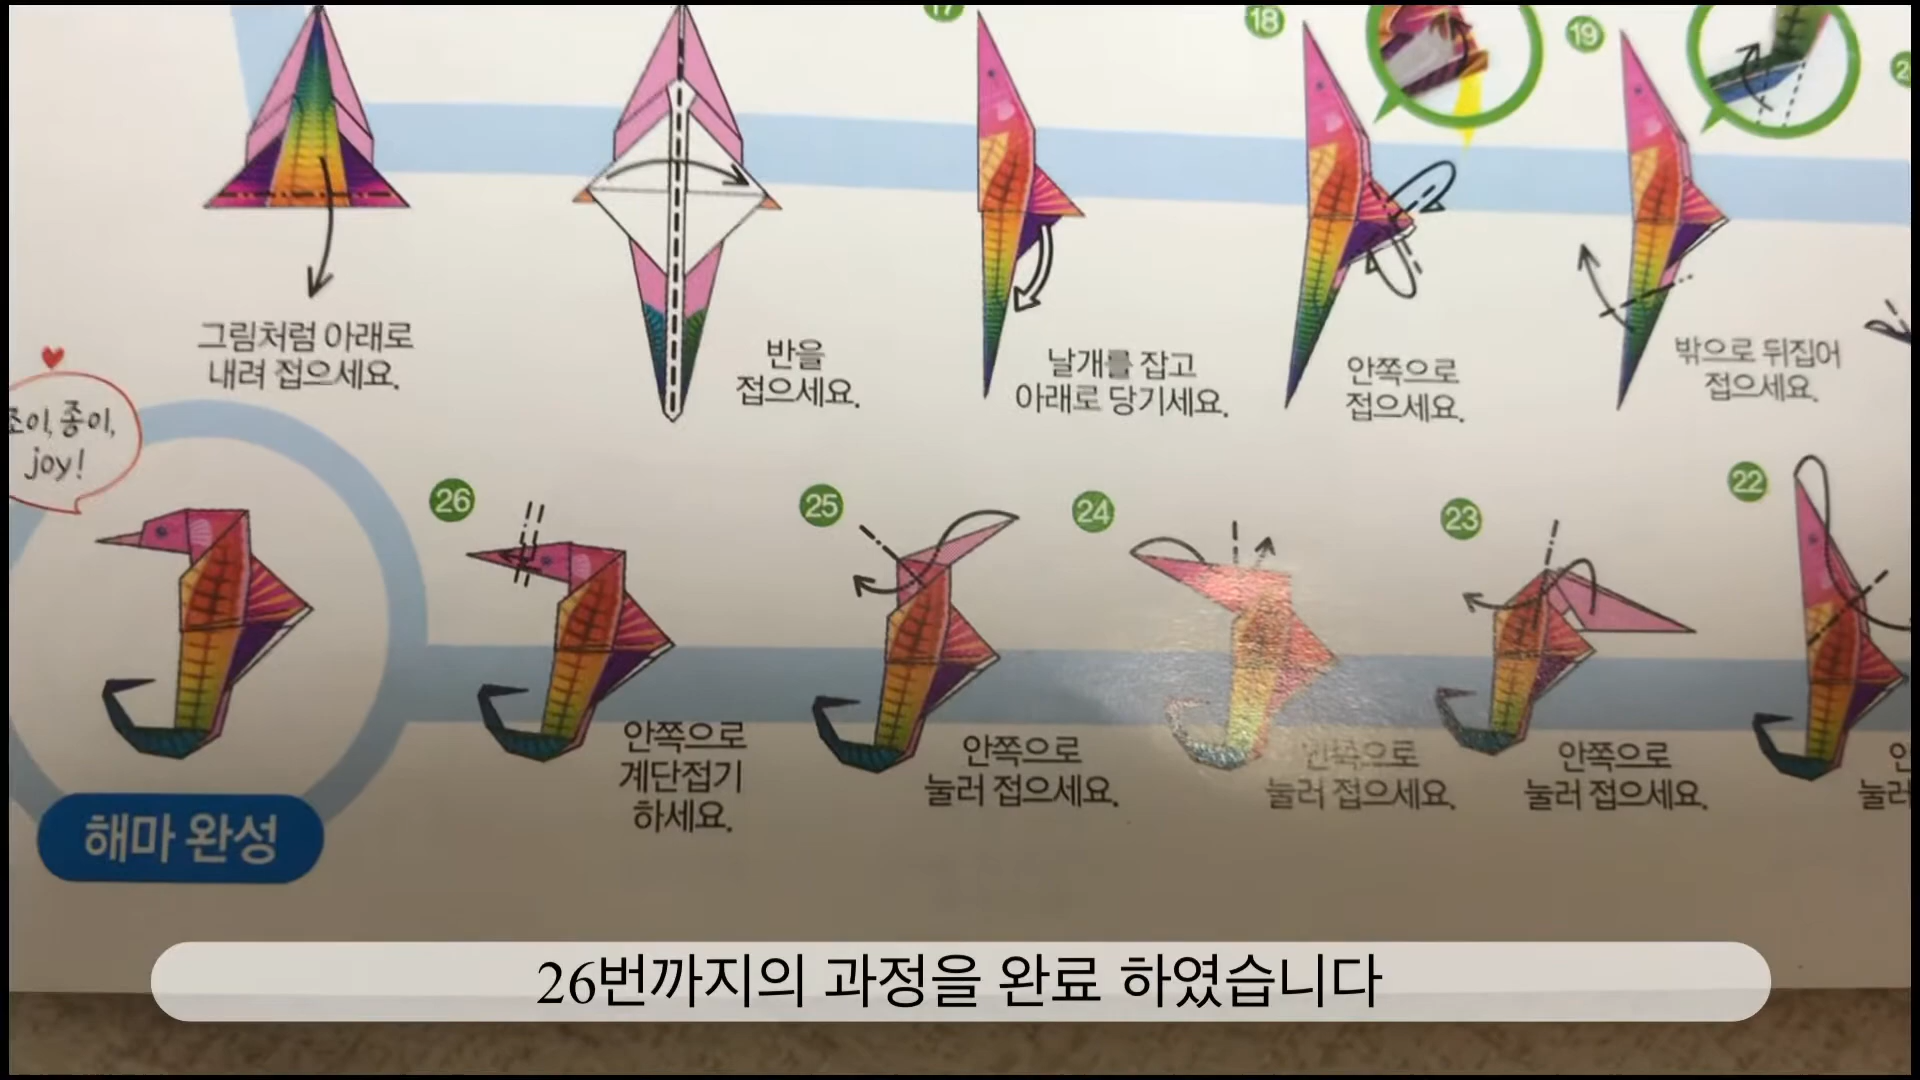 18
19
그림처럼 아래로
내려 접으세요.
반을
접으세요.
날개를 잡고
아래로 당기세요.
안쪽으로
접으세요.
밖으로 뒤집어
접으세요.
종이,
joy!
26
25
24
23
22
안쪽으로
계단접기
하세요.
안쪽으로
눌러 접으세요.
안쪽으로
눌러 접으세요.
안쪽으로
눌러 접으세요.
해마 완성
26번까지의 과정을 완료 하였습니다